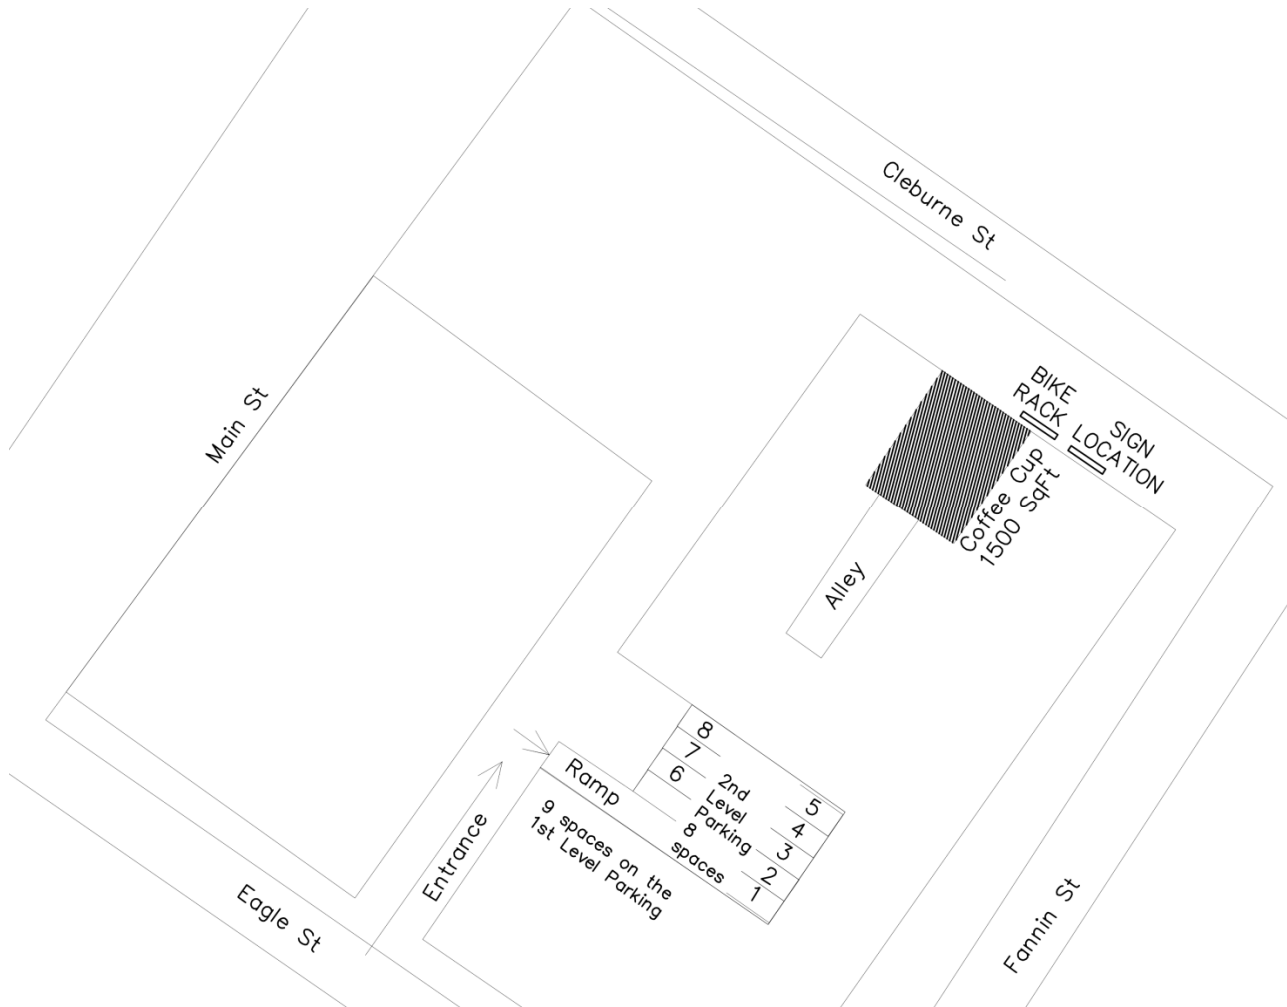 Cleburne St
Main St
BIKE
RACK
SIGN
LOCATION
Coffee Cup
1500 SqFt
Alley
8
7
6
2nd
Level
Parking
8
spaces
5
4
3
2
1
Ramp
9 spaces on the
1st Level Parking
Entrance
Eagle St
Fannin St